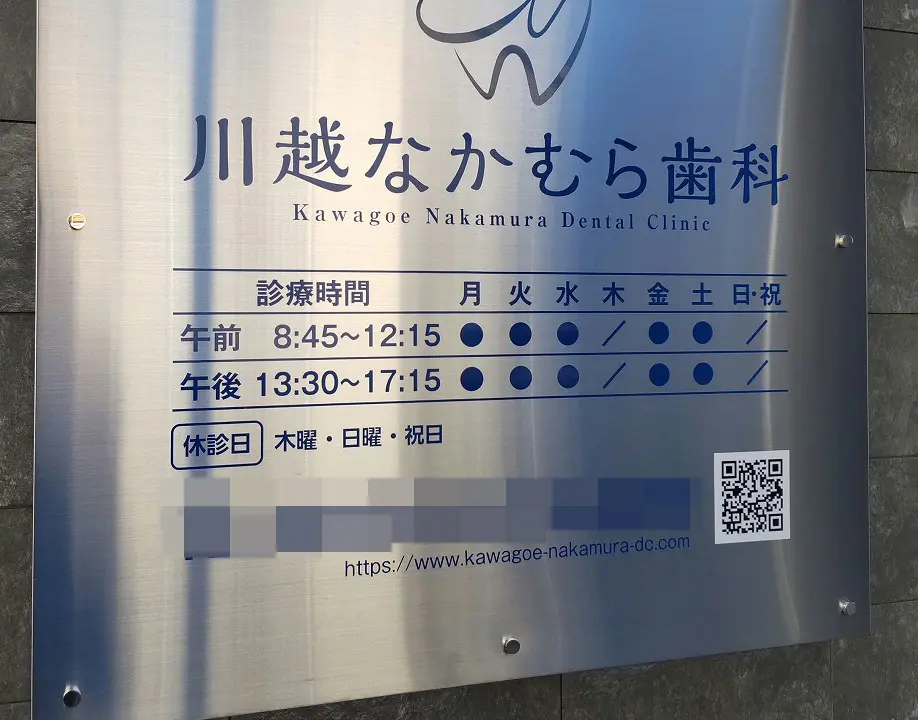 川越なかむら歯科
Kawagoe Nakamura Dental Clinic
診療時間 月 火 水 木 金 土 日・祝
午前 8:45～12:15 ● ● ● ／ ● ● ／
午後 13:30～17:15 ● ● ● ／ ● ● ／
休診日 木曜・日曜・祝日
https://www.kawagoe-nakamura-dc.com